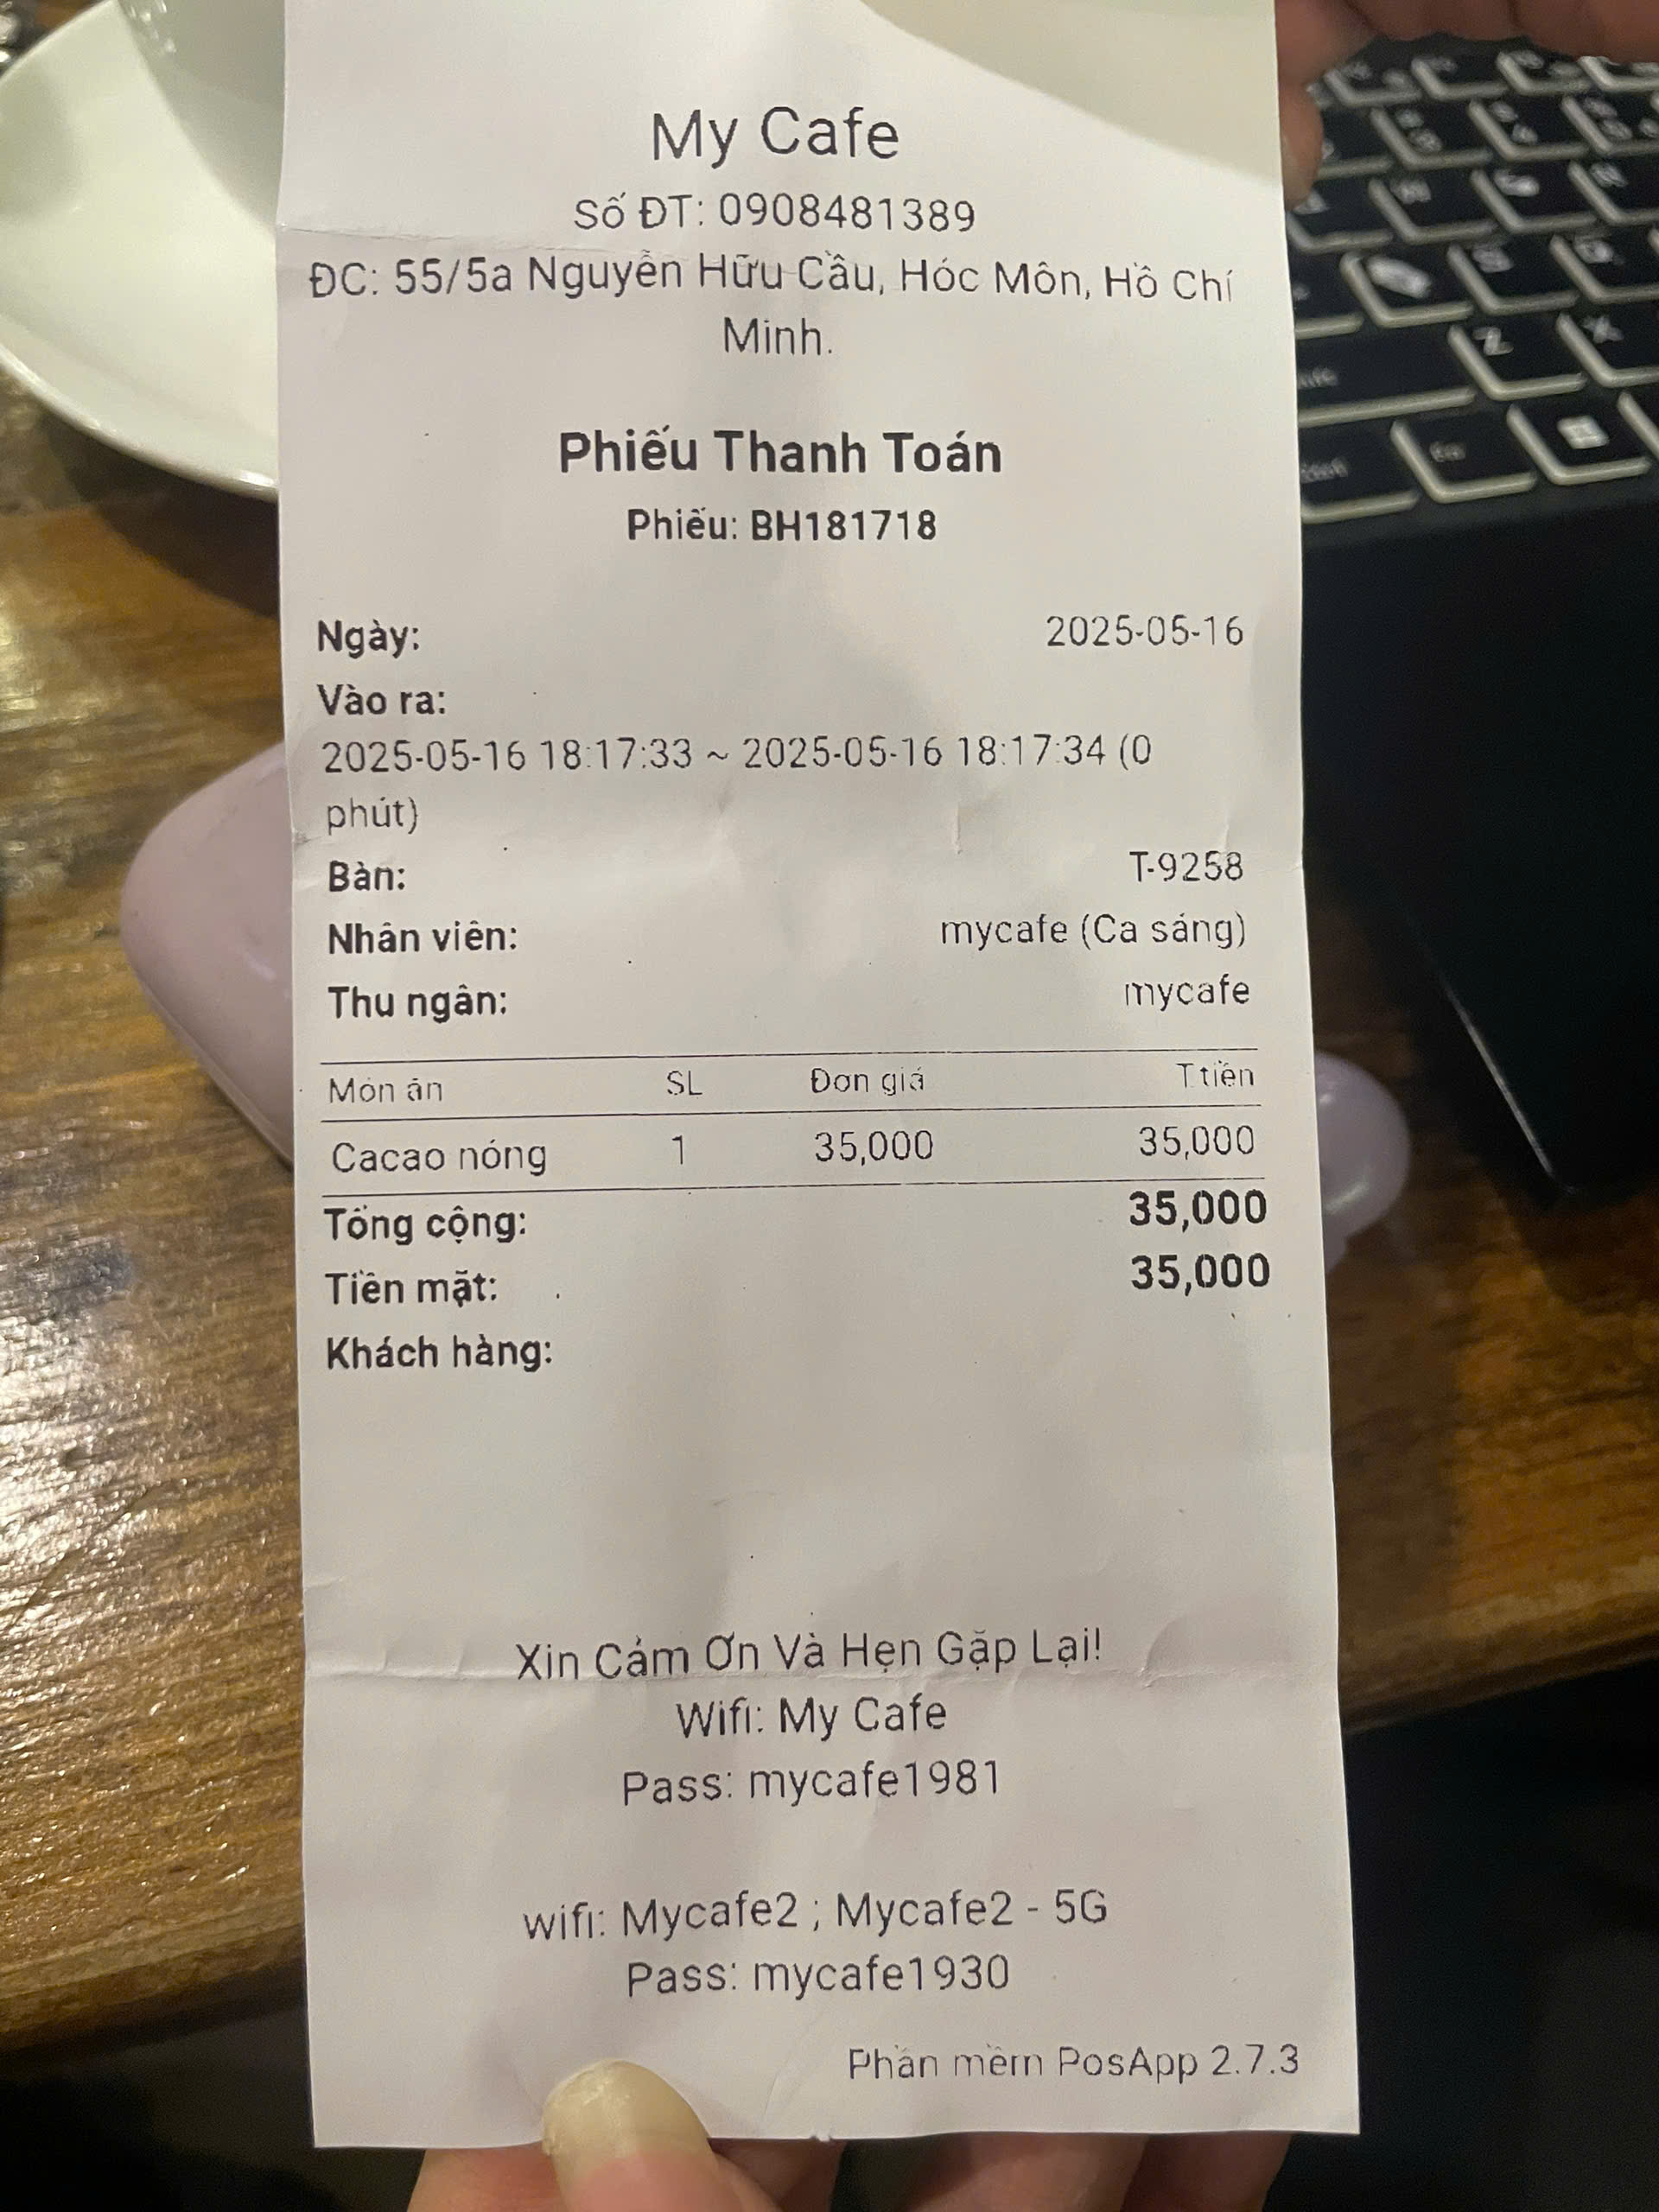 My Cafe
Số ĐT: 0908481389
ĐC: 55/5a Nguyễn Hữu Cầu, Hóc Môn, Hồ Chí
Minh.
Phiếu Thanh Toán
Phiếu: BH181718
Ngày: 2025-05-16
Vào ra:
2025-05-16 18:17:33 ~ 2025-05-16 18:17:34 (0
phút)
Bàn: T-9258
Nhân viên: mycafe (Ca sáng)
Thu ngân: mycafe
Món ăn SL Đơn giá T.tiền
Cacao nóng 1 35,000 35,000
Tổng cộng: 35,000
Tiền mặt: 35,000
Khách hàng:
Xin Cảm Ơn Và Hẹn Gặp Lại!
Wifi: My Cafe
Pass: mycafe1981
wifi: Mycafe2 ; Mycafe2 - 5G
Pass: mycafe1930
Phần mềm PosApp 2.7.3
Z
X